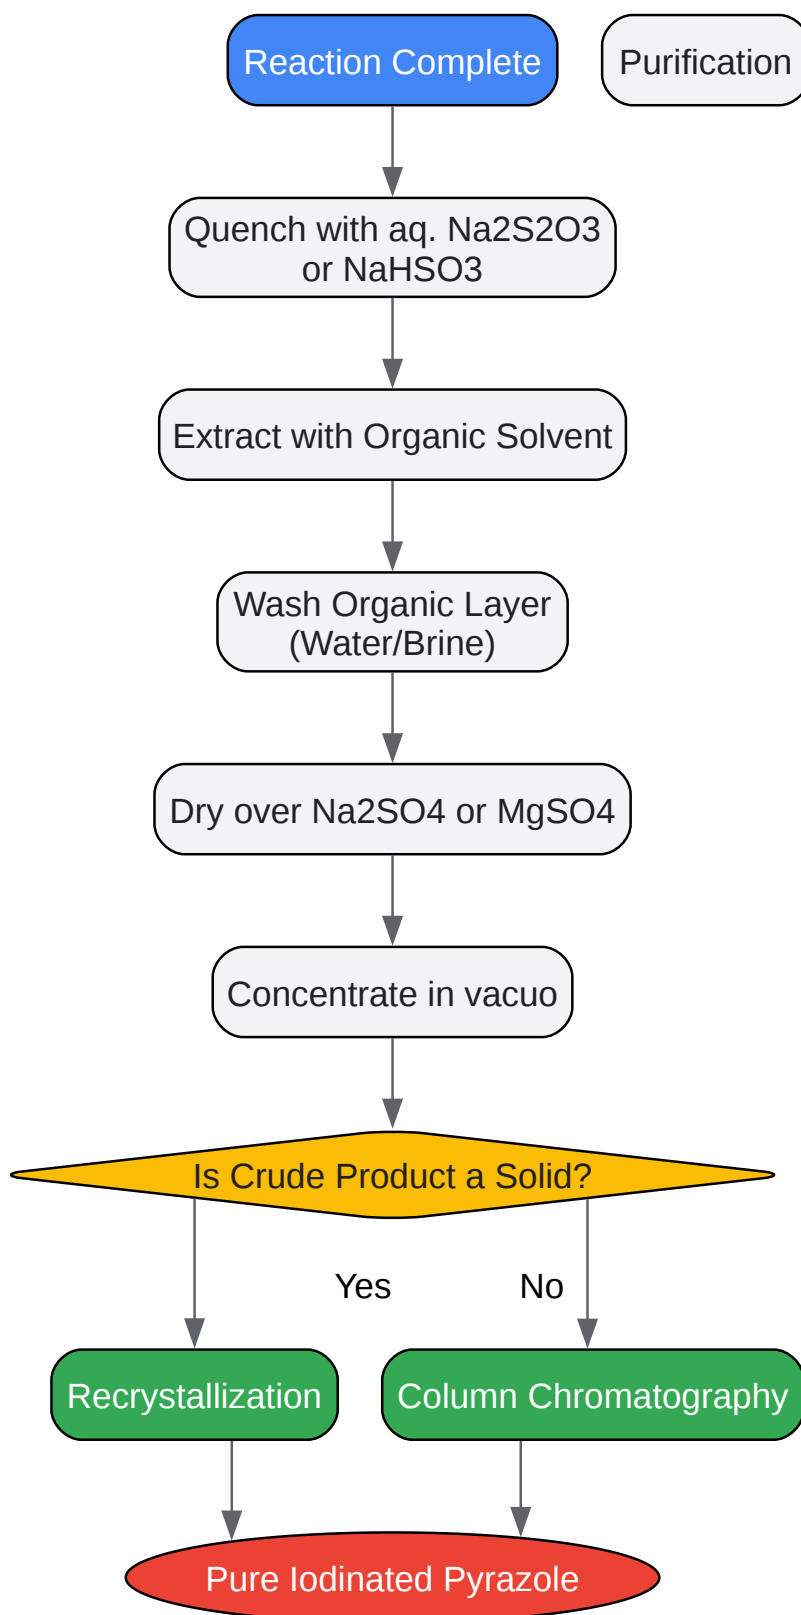 Reaction Complete
Purification
Quench with aq. Na2S2O3
or NaHSO3
Extract with Organic Solvent
Wash Organic Layer
(Water/Brine)
Dry over Na2SO4 or MgSO4
Concentrate in vacuo
Is Crude Product a Solid?
Yes
No
Recrystallization
Column Chromatography
Pure Iodinated Pyrazole